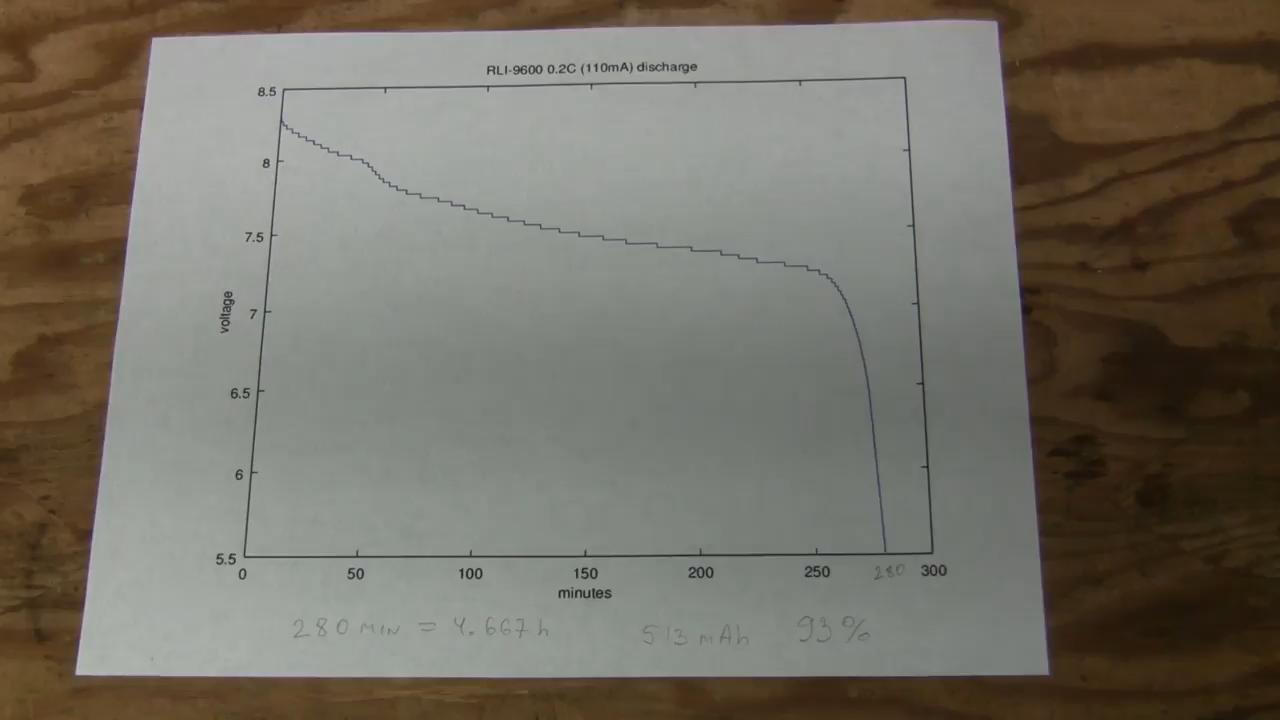 RLI-9600 0.2C (110mA) discharge
8.5
8
7.5
7
6.5
6
5.5
voltage
0 50 100 150 200 250 280 300
minutes
280 MIN = 4.667 h 513 mAh 93%